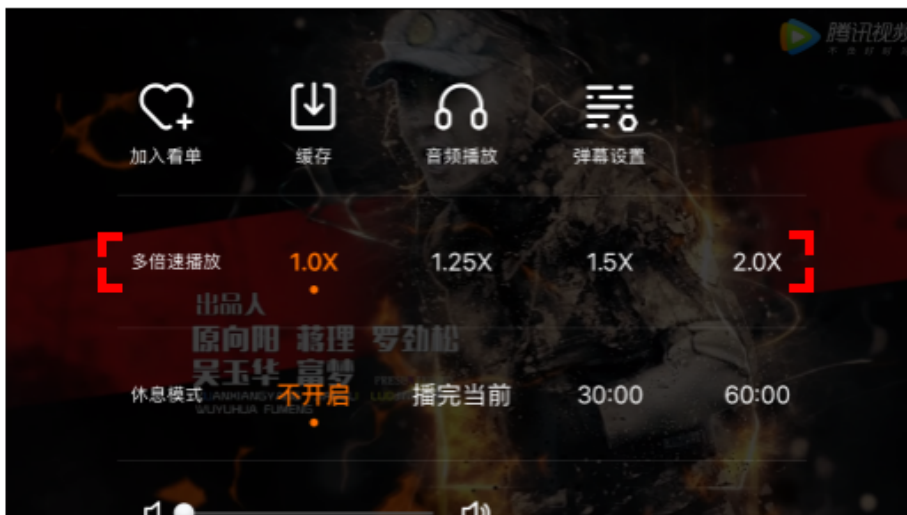 腾讯视频
加入看单 缓存 音频播放 弹幕设置
多倍速播放 1.0X 1.25X 1.5X 2.0X
出品人
原向阳 蒋理 罗劲松
吴玉华 富梦
休息模式 不开启 播完当前 30:00 60:00
WUYUHUA FUMENG